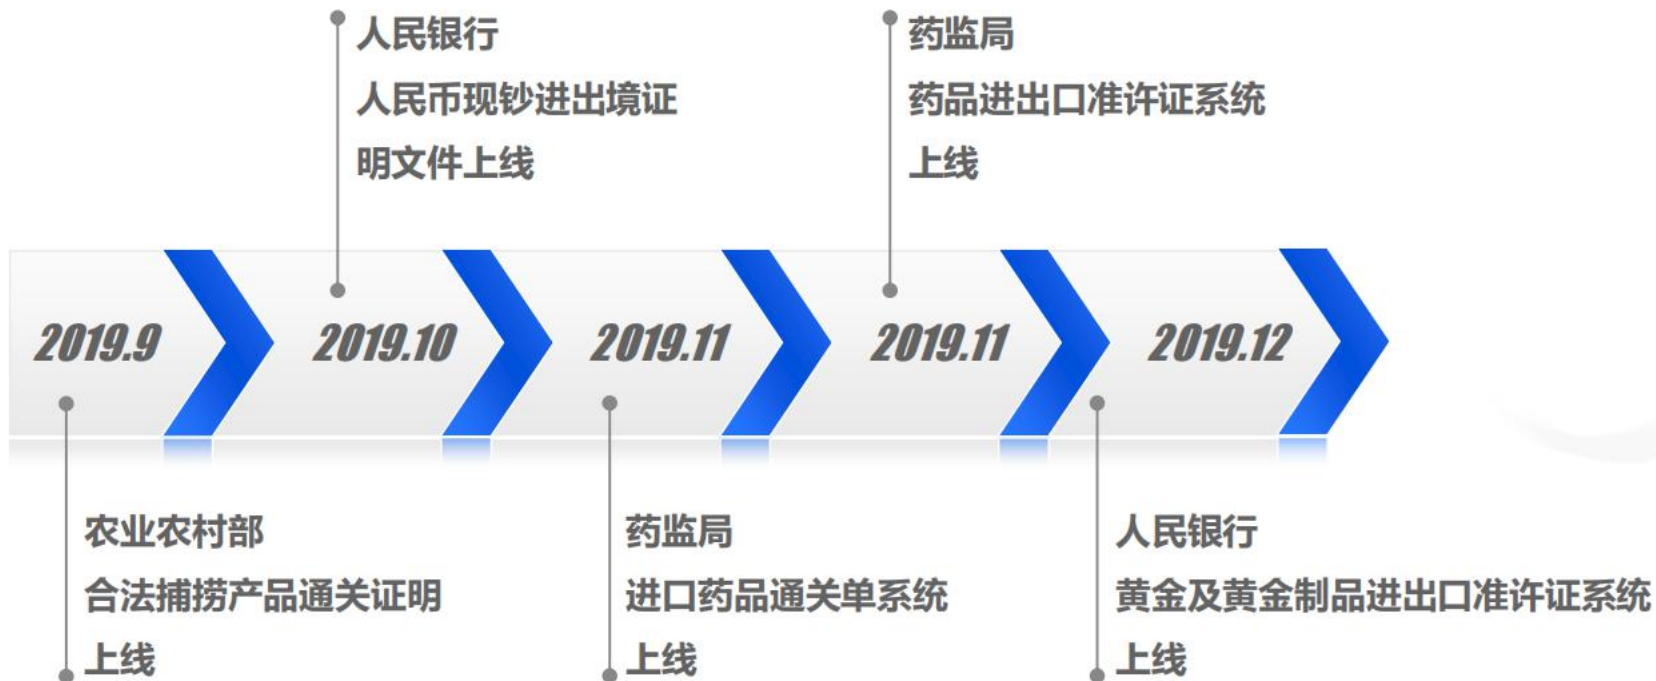 人民银行
人民币现钞进出境证
明文件上线
药监局
药品进出口准许证系统
上线
2019.9
2019.10
2019.11
2019.11
2019.12
农业农村部
合法捕捞产品通关证明
上线
药监局
进口药品通关单系统
上线
人民银行
黄金及黄金制品进出口准许证系统
上线